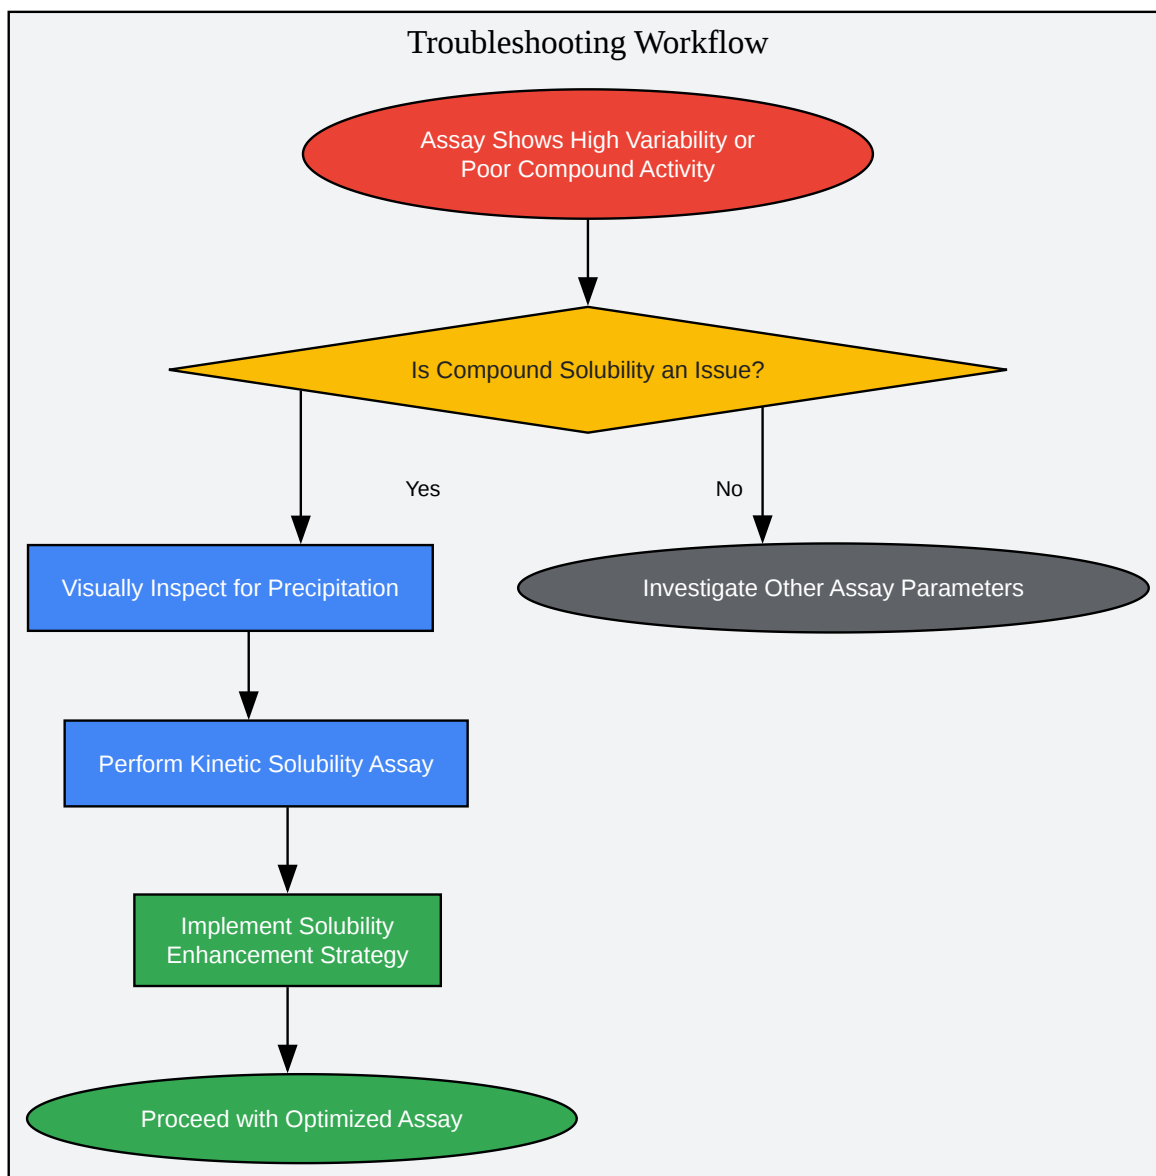 Troubleshooting Workflow
Assay Shows High Variability or
Poor Compound Activity
Is Compound Solubility an Issue?
Yes
No
Visually Inspect for Precipitation
Investigate Other Assay Parameters
Perform Kinetic Solubility Assay
Implement Solubility
Enhancement Strategy
Proceed with Optimized Assay